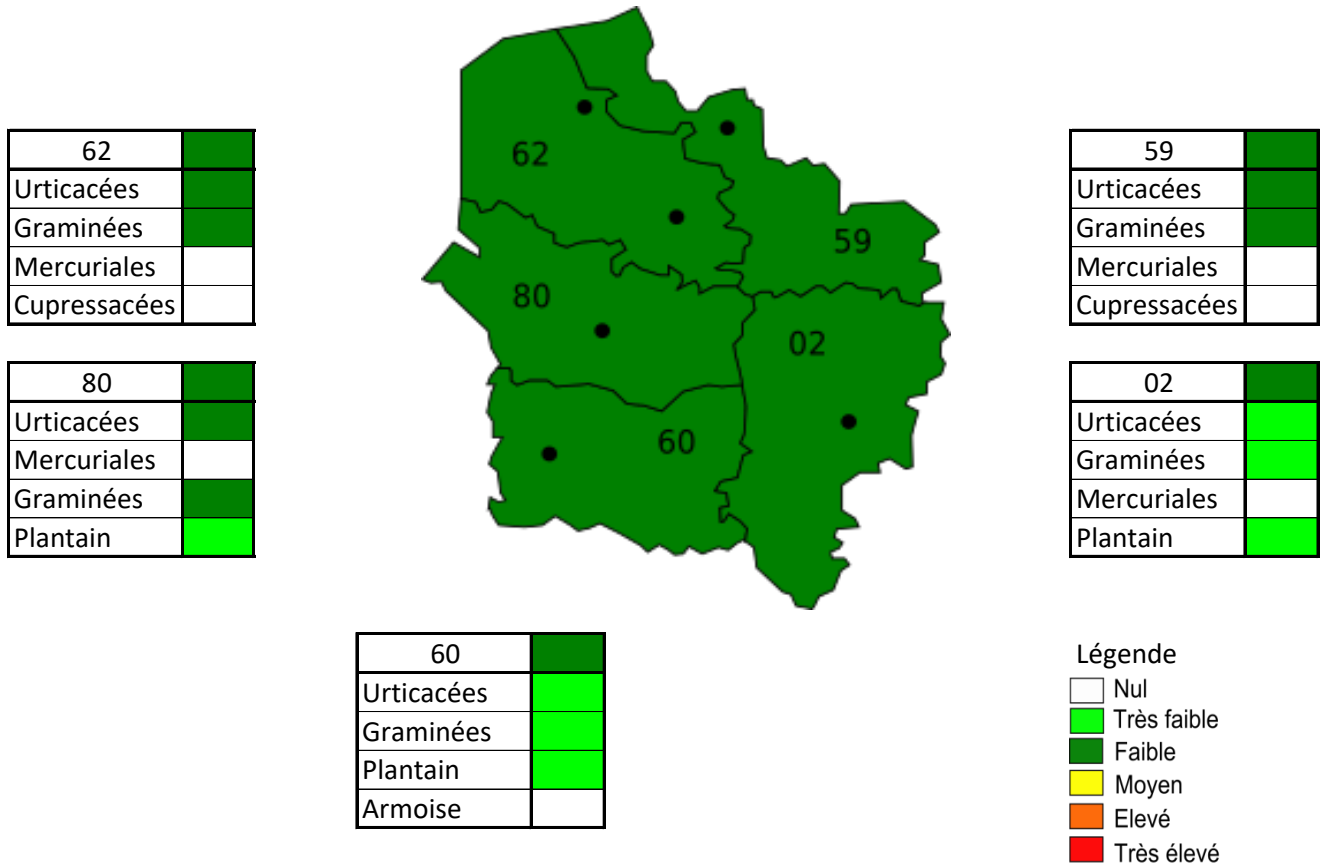 62
Urticacées
Graminées
Mercuriales
Cupressacées
80
Urticacées
Mercuriales
Graminées
Plantain
62
59
80
02
60
59
Urticacées
Graminées
Mercuriales
Cupressacées
02
Urticacées
Graminées
Mercuriales
Plantain
60
Urticacées
Graminées
Plantain
Armoise
Légende
Nul
Très faible
Faible
Moyen
Elevé
Très élevé